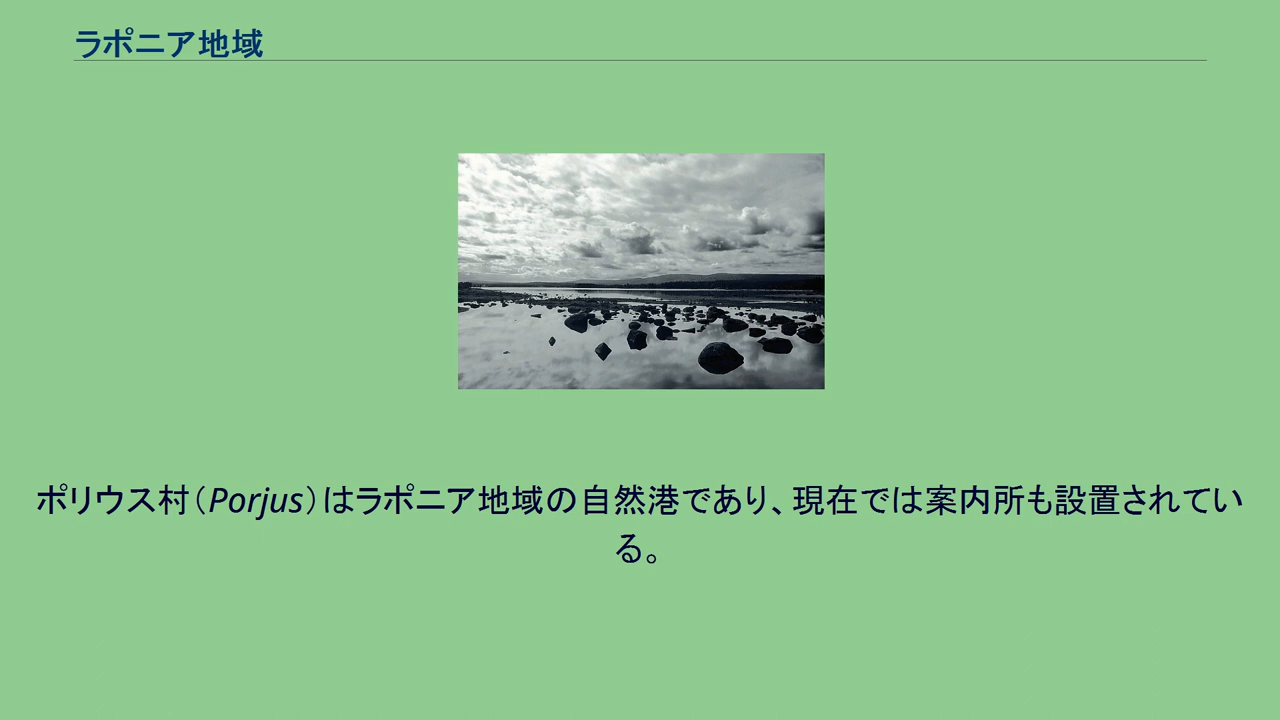 ラポニア地域
ポリウス村（Porjus）はラポニア地域の自然港であり、現在では案内所も設置されてい
る。